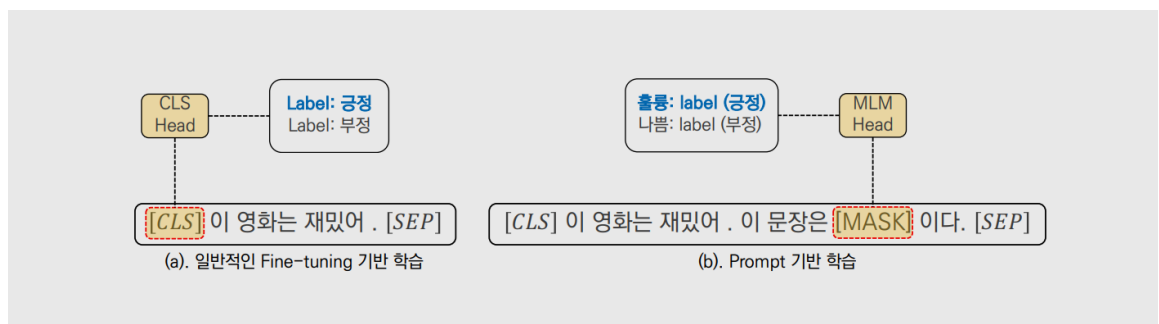 CLS
Head
Label: 긍정
Label: 부정
[CLS] 이 영화는 재밌어 . [SEP]
(a). 일반적인 Fine-tuning 기반 학습
훌륭: label (긍정)
나쁨: label (부정)
MLM
Head
[CLS] 이 영화는 재밌어 . 이 문장은 [MASK] 이다. [SEP]
(b). Prompt 기반 학습